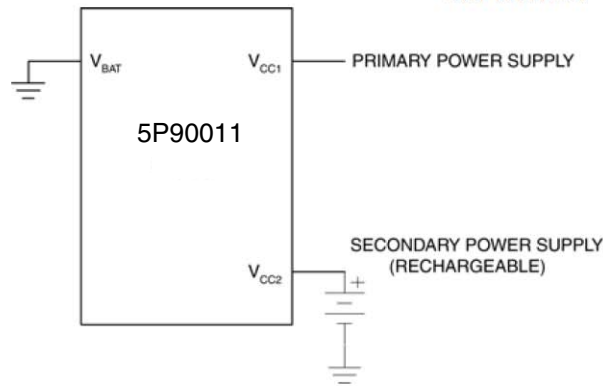 V_BAT
V_CC1
PRIMARY POWER SUPPLY
5P90011
SECONDARY POWER SUPPLY
(RECHARGEABLE)
V_CC2
+